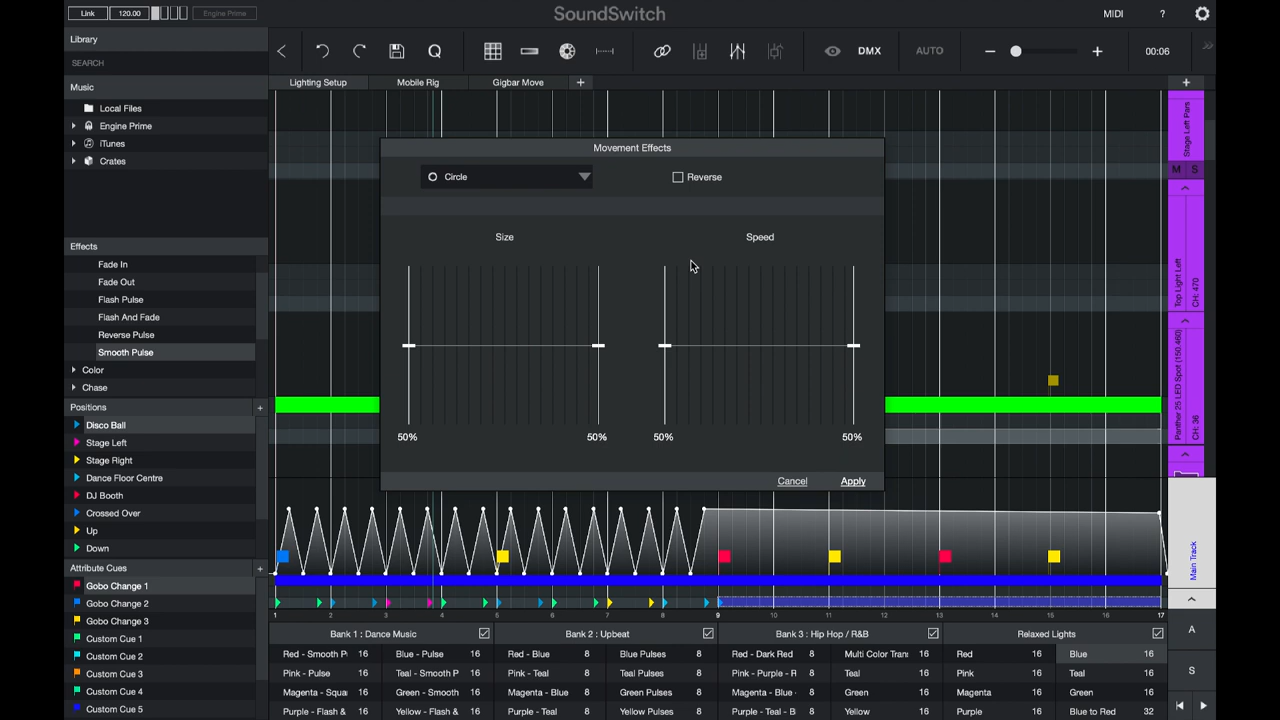 Link 120.00 Engine Prime SoundSwitch MIDI ?
Library
SEARCH
Music
Local Files
Engine Prime
iTunes
Crates
Effects
Fade In
Fade Out
Flash Pulse
Flash And Fade
Reverse Pulse
Smooth Pulse
Color
Chase
Positions +
Disco Ball
Stage Left
Stage Right
Dance Floor Centre
DJ Booth
Crossed Over
Up
Down
Attribute Cues +
Gobo Change 1
Gobo Change 2
Gobo Change 3
Custom Cue 1
Custom Cue 2
Custom Cue 3
Custom Cue 4
Custom Cue 5
Q DMX AUTO 00:06
Lighting Setup Mobile Rig Gigbar Move +
Movement Effects
Circle Reverse
Size Speed
50% 50% 50% 50%
Cancel Apply
+
Stage Left Pars
M S
Top Light Left
CH: 470
Panther 25 LED Spot (150.460)
CH: 36
Main Track
1 2 3 4 5 6 7 8 9 10 11 12 13 14 15 16 17
Bank 1 : Dance Music Bank 2 : Upbeat Bank 3 : Hip Hop / R&B Relaxed Lights
Red - Smooth P 16 Blue - Pulse 16 Red - Blue 8 Blue Pulses 8 Red - Dark Red 8 Multi Color Tran 16 Red 16 Blue 16
Pink - Pulse 16 Teal - Smooth P 16 Pink - Teal 8 Teal Pulses 8 Pink - Purple - R 8 Teal 16 Pink 16 Teal 16
Magenta - Squa 16 Green - Smooth 16 Magenta - Blue 8 Green Pulses 8 Magenta - Blue - 8 Green 16 Magenta 16 Green 16
Purple - Flash & 16 Yellow - Flash & 16 Purple - Teal 8 Yellow Pulses 8 Purple - Teal - B 8 Yellow 16 Purple 16 Blue to Red 32
A
S